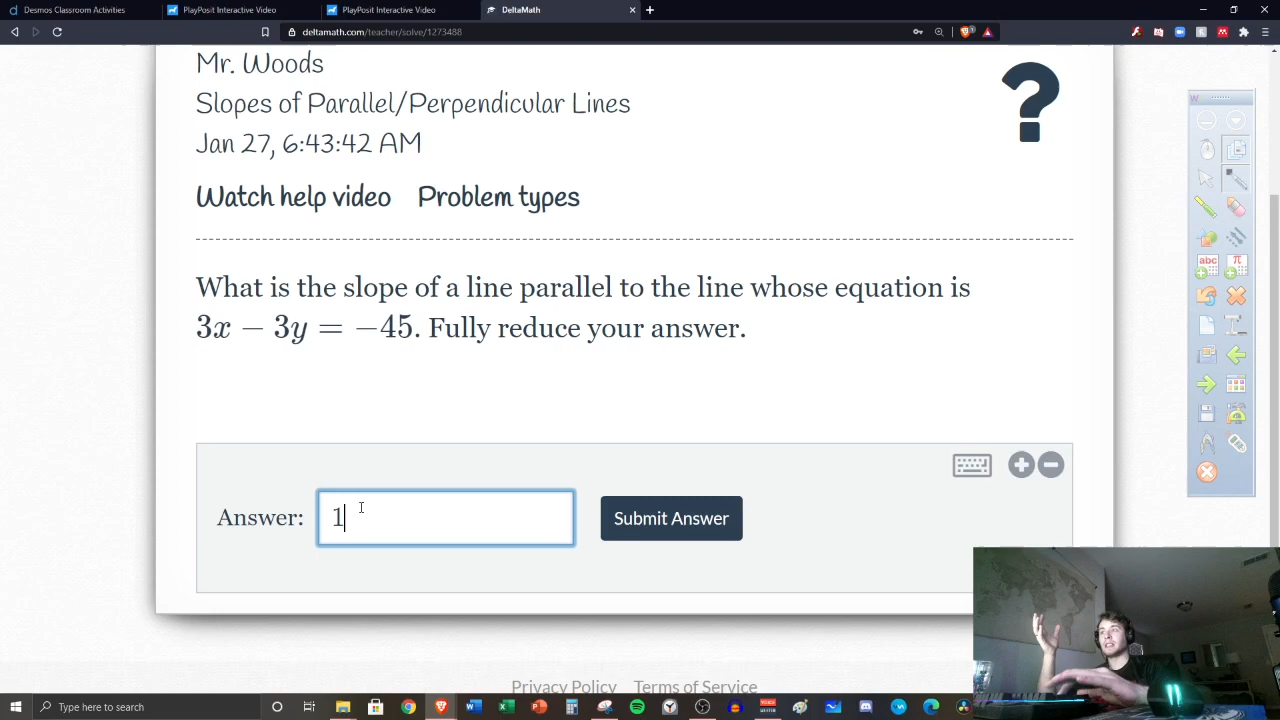 Desmos Classroom Activities
PlayPosit Interactive Video
PlayPosit Interactive Video
DeltaMath
deltamath.com/teacher/solve/1273488
Mr. Woods
Slopes of Parallel/Perpendicular Lines
Jan 27, 6:43:42 AM
?
Watch help video Problem types
What is the slope of a line parallel to the line whose equation is
3x − 3y = −45. Fully reduce your answer.
Answer: 1 Submit Answer
Privacy Policy Terms of Service
abc π
Type here to search